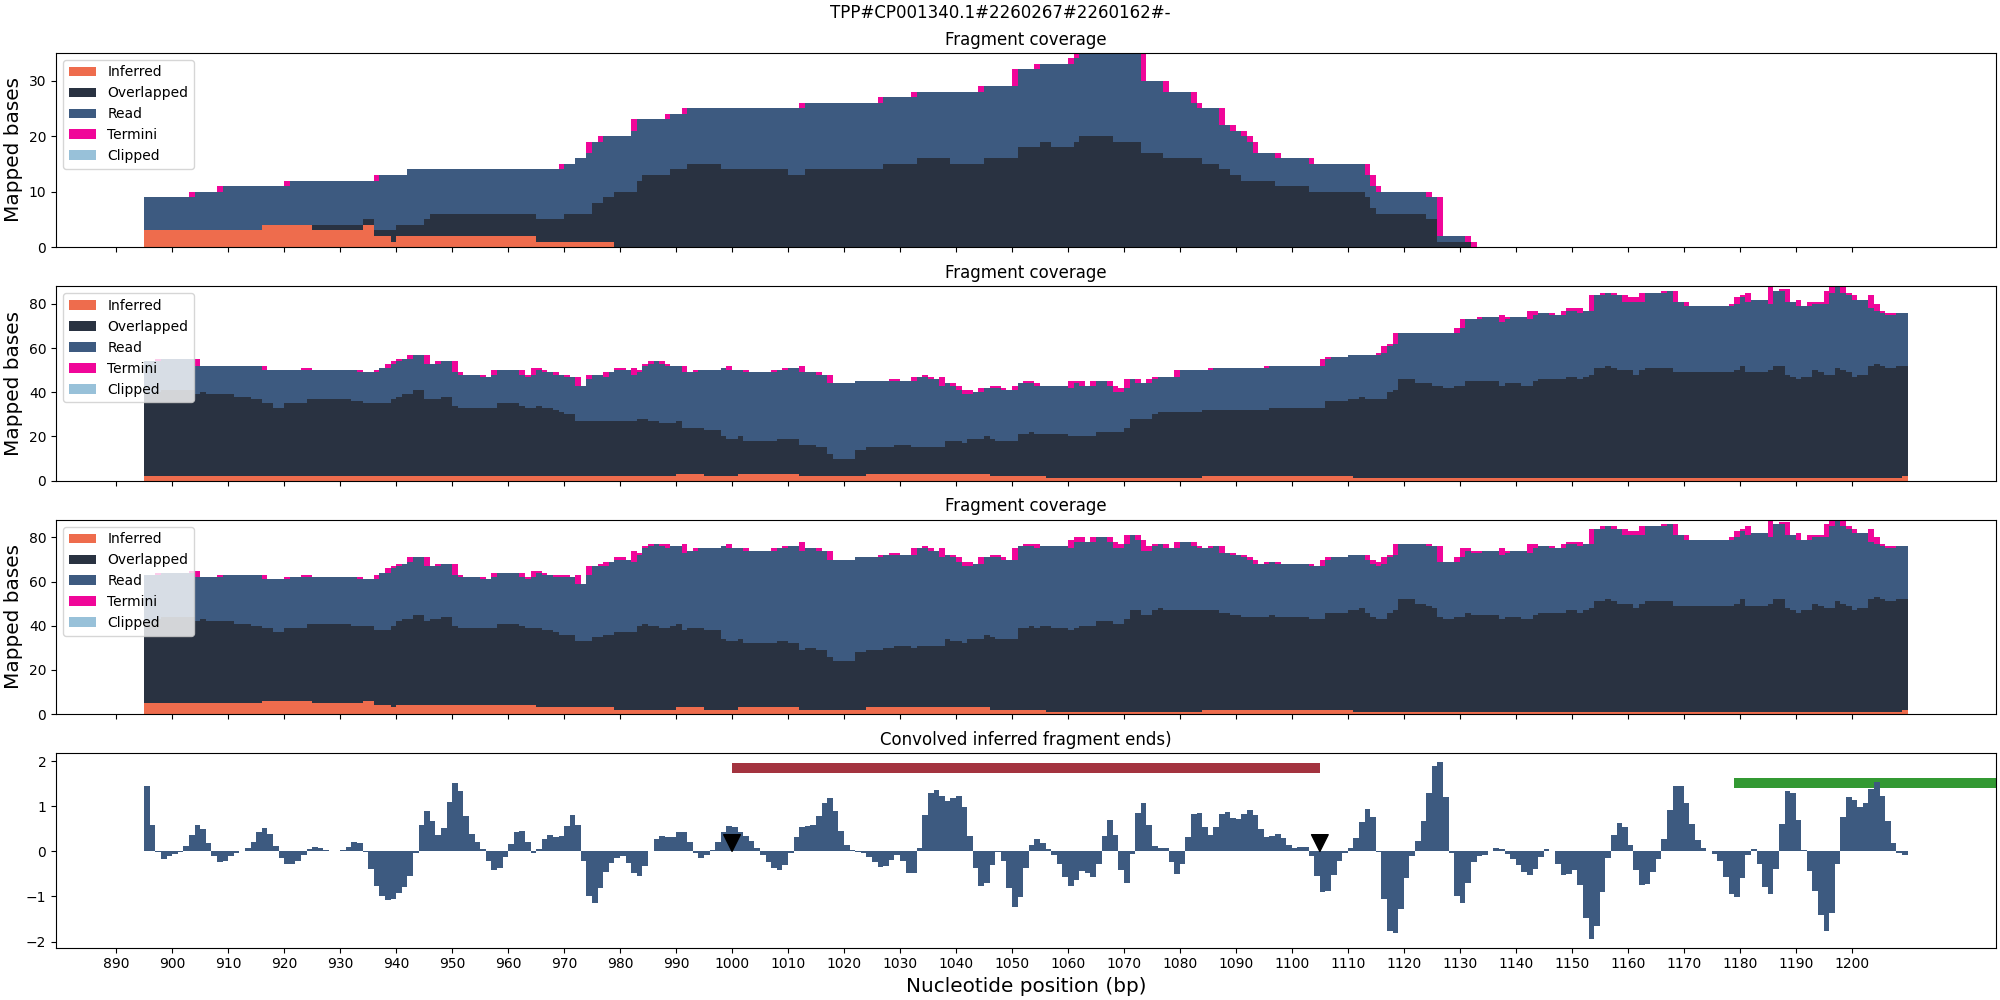 TPP#CP001340.1#2260267#2260162#-
Fragment coverage
Mapped bases
30
20
10
0
Inferred
Overlapped
Read
Termini
Clipped
Fragment coverage
Mapped bases
80
60
40
20
0
Inferred
Overlapped
Read
Termini
Clipped
Fragment coverage
Mapped bases
80
60
40
20
0
Inferred
Overlapped
Read
Termini
Clipped
Convolved inferred fragment ends)
2
1
0
−1
−2
890 900 910 920 930 940 950 960 970 980 990 1000 1010 1020 1030 1040 1050 1060 1070 1080 1090 1100 1110 1120 1130 1140 1150 1160 1170 1180 1190 1200
Nucleotide position (bp)